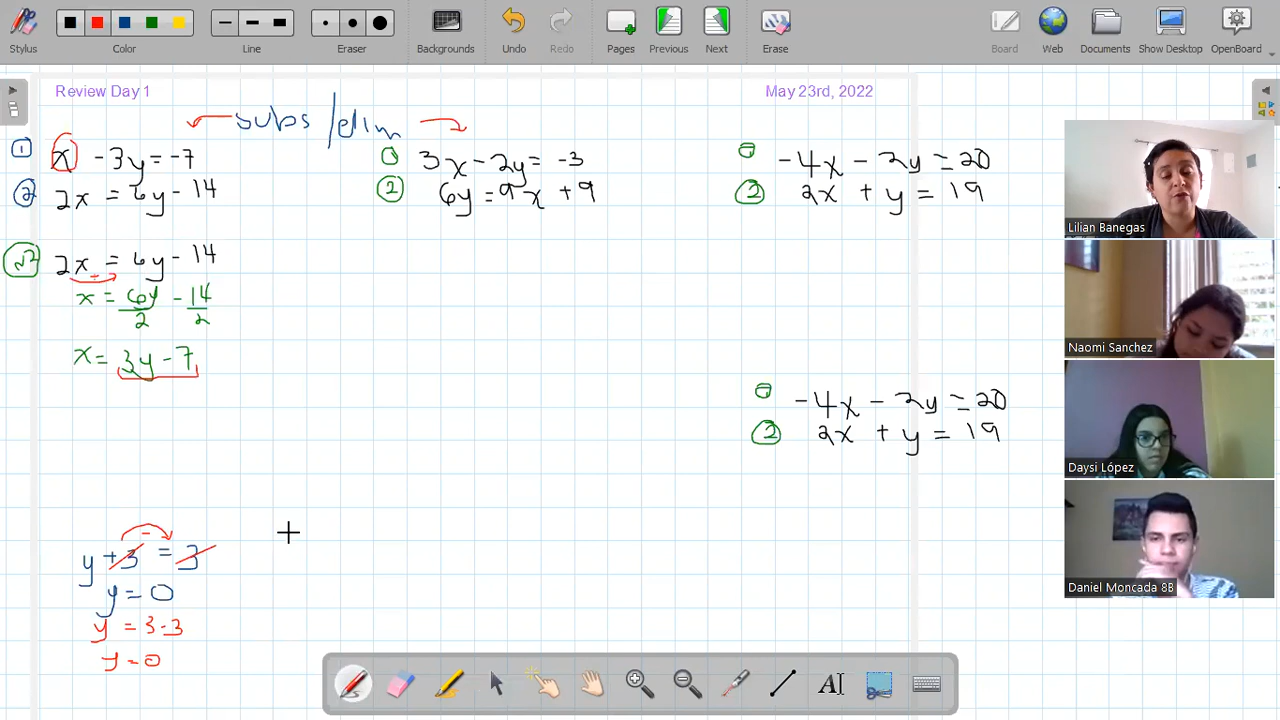 Stylus
Color
Line
Eraser
Backgrounds
Undo
Redo
Pages
Previous
Next
Erase
Board
Web
Documents
Show Desktop
OpenBoard
Review Day 1
May 23rd, 2022
subs / elim
① x - 3y = -7
② 2x = 6y - 14
2x = 6y - 14
x = 6y/2 - 14/2
x = 3y - 7
y + 3 = 3
y = 0
y = 3 - 3
y = 0
① 3x - 2y = -3
② 6y = 9x + 9
① -4x - 2y = 20
② 2x + y = 19
① -4x - 2y = 20
② 2x + y = 19
Lilian Banegas
Naomi Sanchez
Daysi López
Daniel Moncada 8B